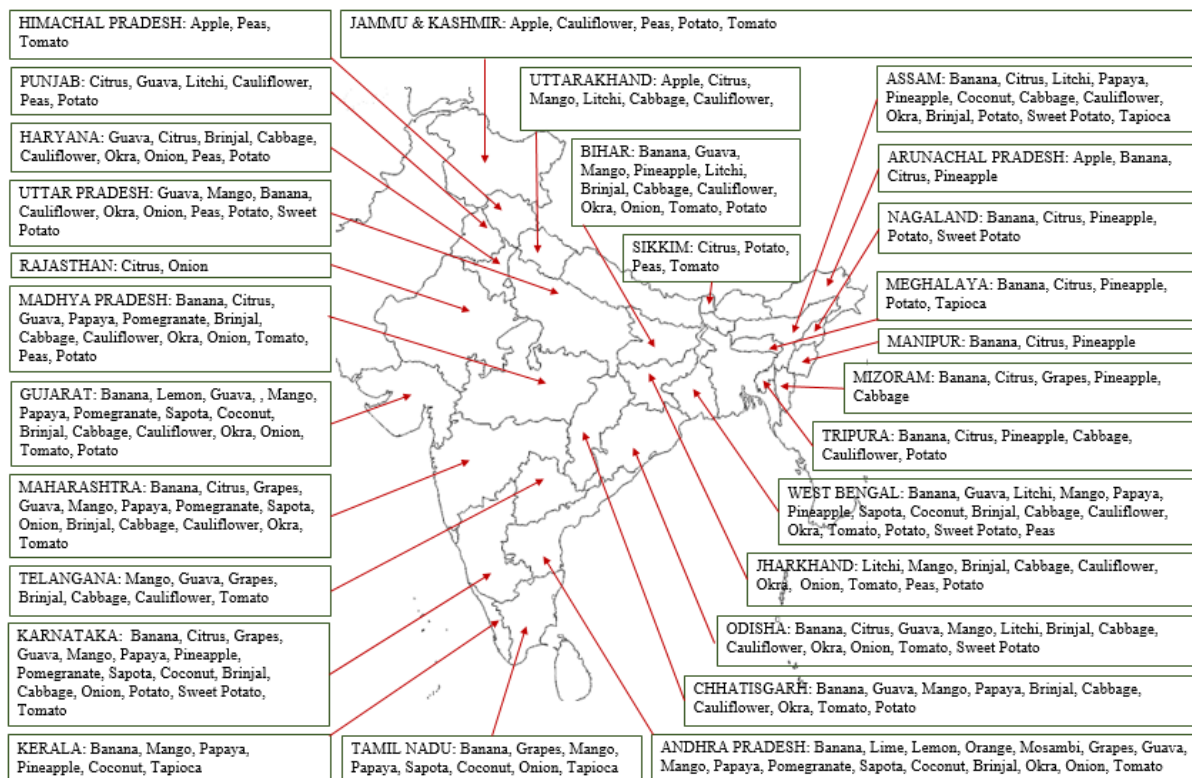 HIMACHAL PRADESH: Apple, Peas,
Tomato
JAMMU & KASHMIR: Apple, Cauliflower, Peas, Potato, Tomato
PUNJAB: Citrus, Guava, Litchi, Cauliflower,
Peas, Potato
UTTARAKHAND: Apple, Citrus,
Mango, Litchi, Cabbage, Cauliflower,
ASSAM: Banana, Citrus, Litchi, Papaya,
Pineapple, Coconut, Cabbage, Cauliflower,
Okra, Brinjal, Potato, Sweet Potato, Tapioca
HARYANA: Guava, Citrus, Brinjal, Cabbage,
Cauliflower, Okra, Onion, Peas, Potato
BIHAR: Banana, Guava,
Mango, Pineapple, Litchi,
Brinjal, Cabbage, Cauliflower,
Okra, Onion, Tomato, Potato
ARUNACHAL PRADESH: Apple, Banana,
Citrus, Pineapple
UTTAR PRADESH: Guava, Mango, Banana,
Cauliflower, Okra, Onion, Peas, Potato, Sweet
Potato
NAGALAND: Banana, Citrus, Pineapple,
Potato, Sweet Potato
SIKKIM: Citrus, Potato,
Peas, Tomato
RAJASTHAN: Citrus, Onion
MEGHALAYA: Banana, Citrus, Pineapple,
Potato, Tapioca
MADHYA PRADESH: Banana, Citrus,
Guava, Papaya, Pomegranate, Brinjal,
Cabbage, Cauliflower, Okra, Onion, Tomato,
Peas, Potato
MANIPUR: Banana, Citrus, Pineapple
MIZORAM: Banana, Citrus, Grapes, Pineapple,
Cabbage
GUJARAT: Banana, Lemon, Guava, , Mango,
Papaya, Pomegranate, Sapota, Coconut,
Brinjal, Cabbage, Cauliflower, Okra, Onion,
Tomato, Potato
TRIPURA: Banana, Citrus, Pineapple, Cabbage,
Cauliflower, Potato
MAHARASHTRA: Banana, Citrus, Grapes,
Guava, Mango, Papaya, Pomegranate, Sapota,
Onion, Brinjal, Cabbage, Cauliflower, Okra,
Tomato
WEST BENGAL: Banana, Guava, Litchi, Mango, Papaya,
Pineapple, Sapota, Coconut, Brinjal, Cabbage, Cauliflower,
Okra, Tomato, Potato, Sweet Potato, Peas
TELANGANA: Mango, Guava, Grapes,
Brinjal, Cabbage, Cauliflower, Tomato
JHARKHAND: Litchi, Mango, Brinjal, Cabbage, Cauliflower,
Okra, Onion, Tomato, Peas, Potato
KARNATAKA: Banana, Citrus, Grapes,
Guava, Mango, Papaya, Pineapple,
Pomegranate, Sapota, Coconut, Brinjal,
Cabbage, Onion, Potato, Sweet Potato,
Tomato
ODISHA: Banana, Citrus, Guava, Mango, Litchi, Brinjal, Cabbage,
Cauliflower, Okra, Onion, Tomato, Sweet Potato
CHHATISGARH: Banana, Guava, Mango, Papaya, Brinjal, Cabbage,
Cauliflower, Okra, Tomato, Potato
KERALA: Banana, Mango, Papaya,
Pineapple, Coconut, Tapioca
TAMIL NADU: Banana, Grapes, Mango,
Papaya, Sapota, Coconut, Onion, Tapioca
ANDHRA PRADESH: Banana, Lime, Lemon, Orange, Mosambi, Grapes, Guava,
Mango, Papaya, Pomegranate, Sapota, Coconut, Brinjal, Okra, Onion, Tomato